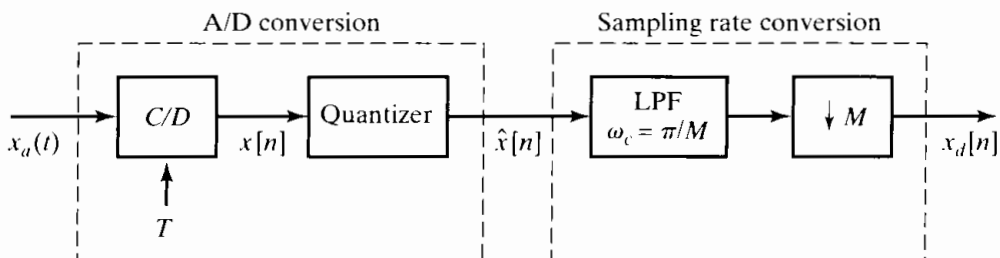 A/D conversion
Sampling rate conversion
C/D
Quantizer
LPF
ω_c = π/M
↓ M
x_a(t)
x[n]
x̂[n]
x_d[n]
T